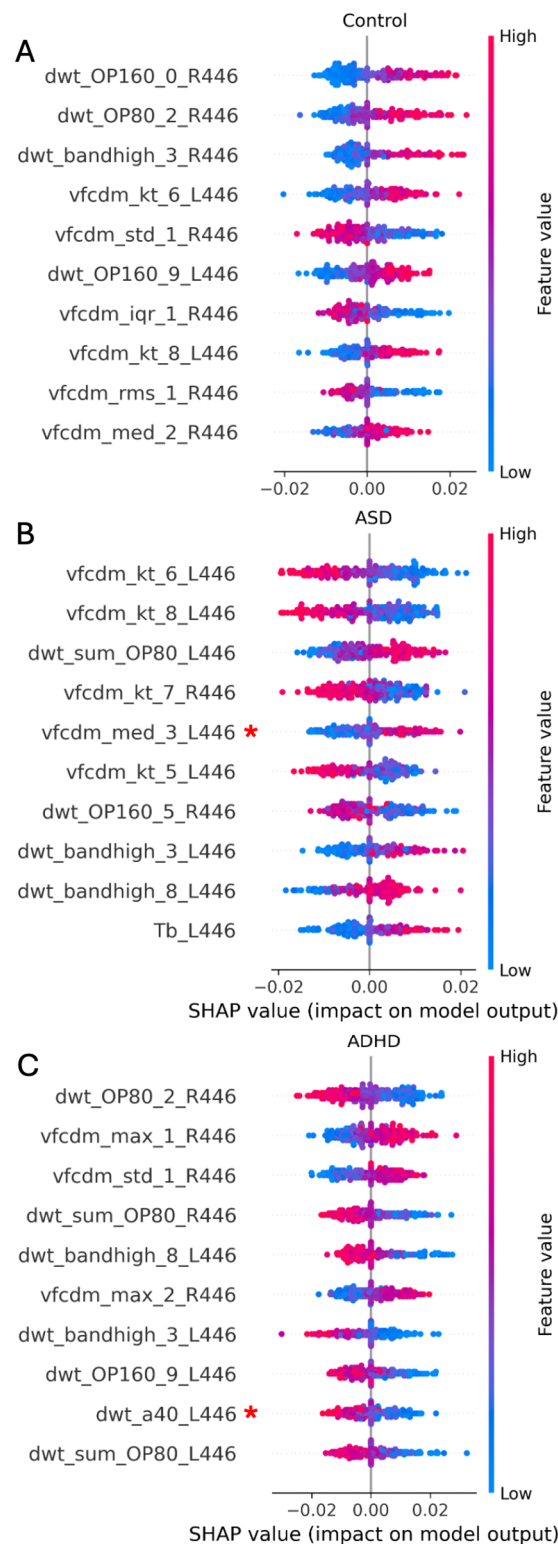 A
Control
High
dwt_OP160_0_R446
dwt_OP80_2_R446
dwt_bandhigh_3_R446
vfcdm_kt_6_L446
vfcdm_std_1_R446
dwt_OP160_9_L446
vfcdm_iqr_1_R446
vfcdm_kt_8_L446
vfcdm_rms_1_R446
vfcdm_med_2_R446
Feature value
Low
−0.02 0.00 0.02
B
ASD
High
vfcdm_kt_6_L446
vfcdm_kt_8_L446
dwt_sum_OP80_L446
vfcdm_kt_7_R446
vfcdm_med_3_L446 *
vfcdm_kt_5_L446
dwt_OP160_5_R446
dwt_bandhigh_3_L446
dwt_bandhigh_8_L446
Tb_L446
Feature value
Low
−0.02 0.00 0.02
SHAP value (impact on model output)
C
ADHD
High
dwt_OP80_2_R446
vfcdm_max_1_R446
vfcdm_std_1_R446
dwt_sum_OP80_R446
dwt_bandhigh_8_L446
vfcdm_max_2_R446
dwt_bandhigh_3_L446
dwt_OP160_9_L446
dwt_a40_L446 *
dwt_sum_OP80_L446
Feature value
Low
−0.02 0.00 0.02
SHAP value (impact on model output)